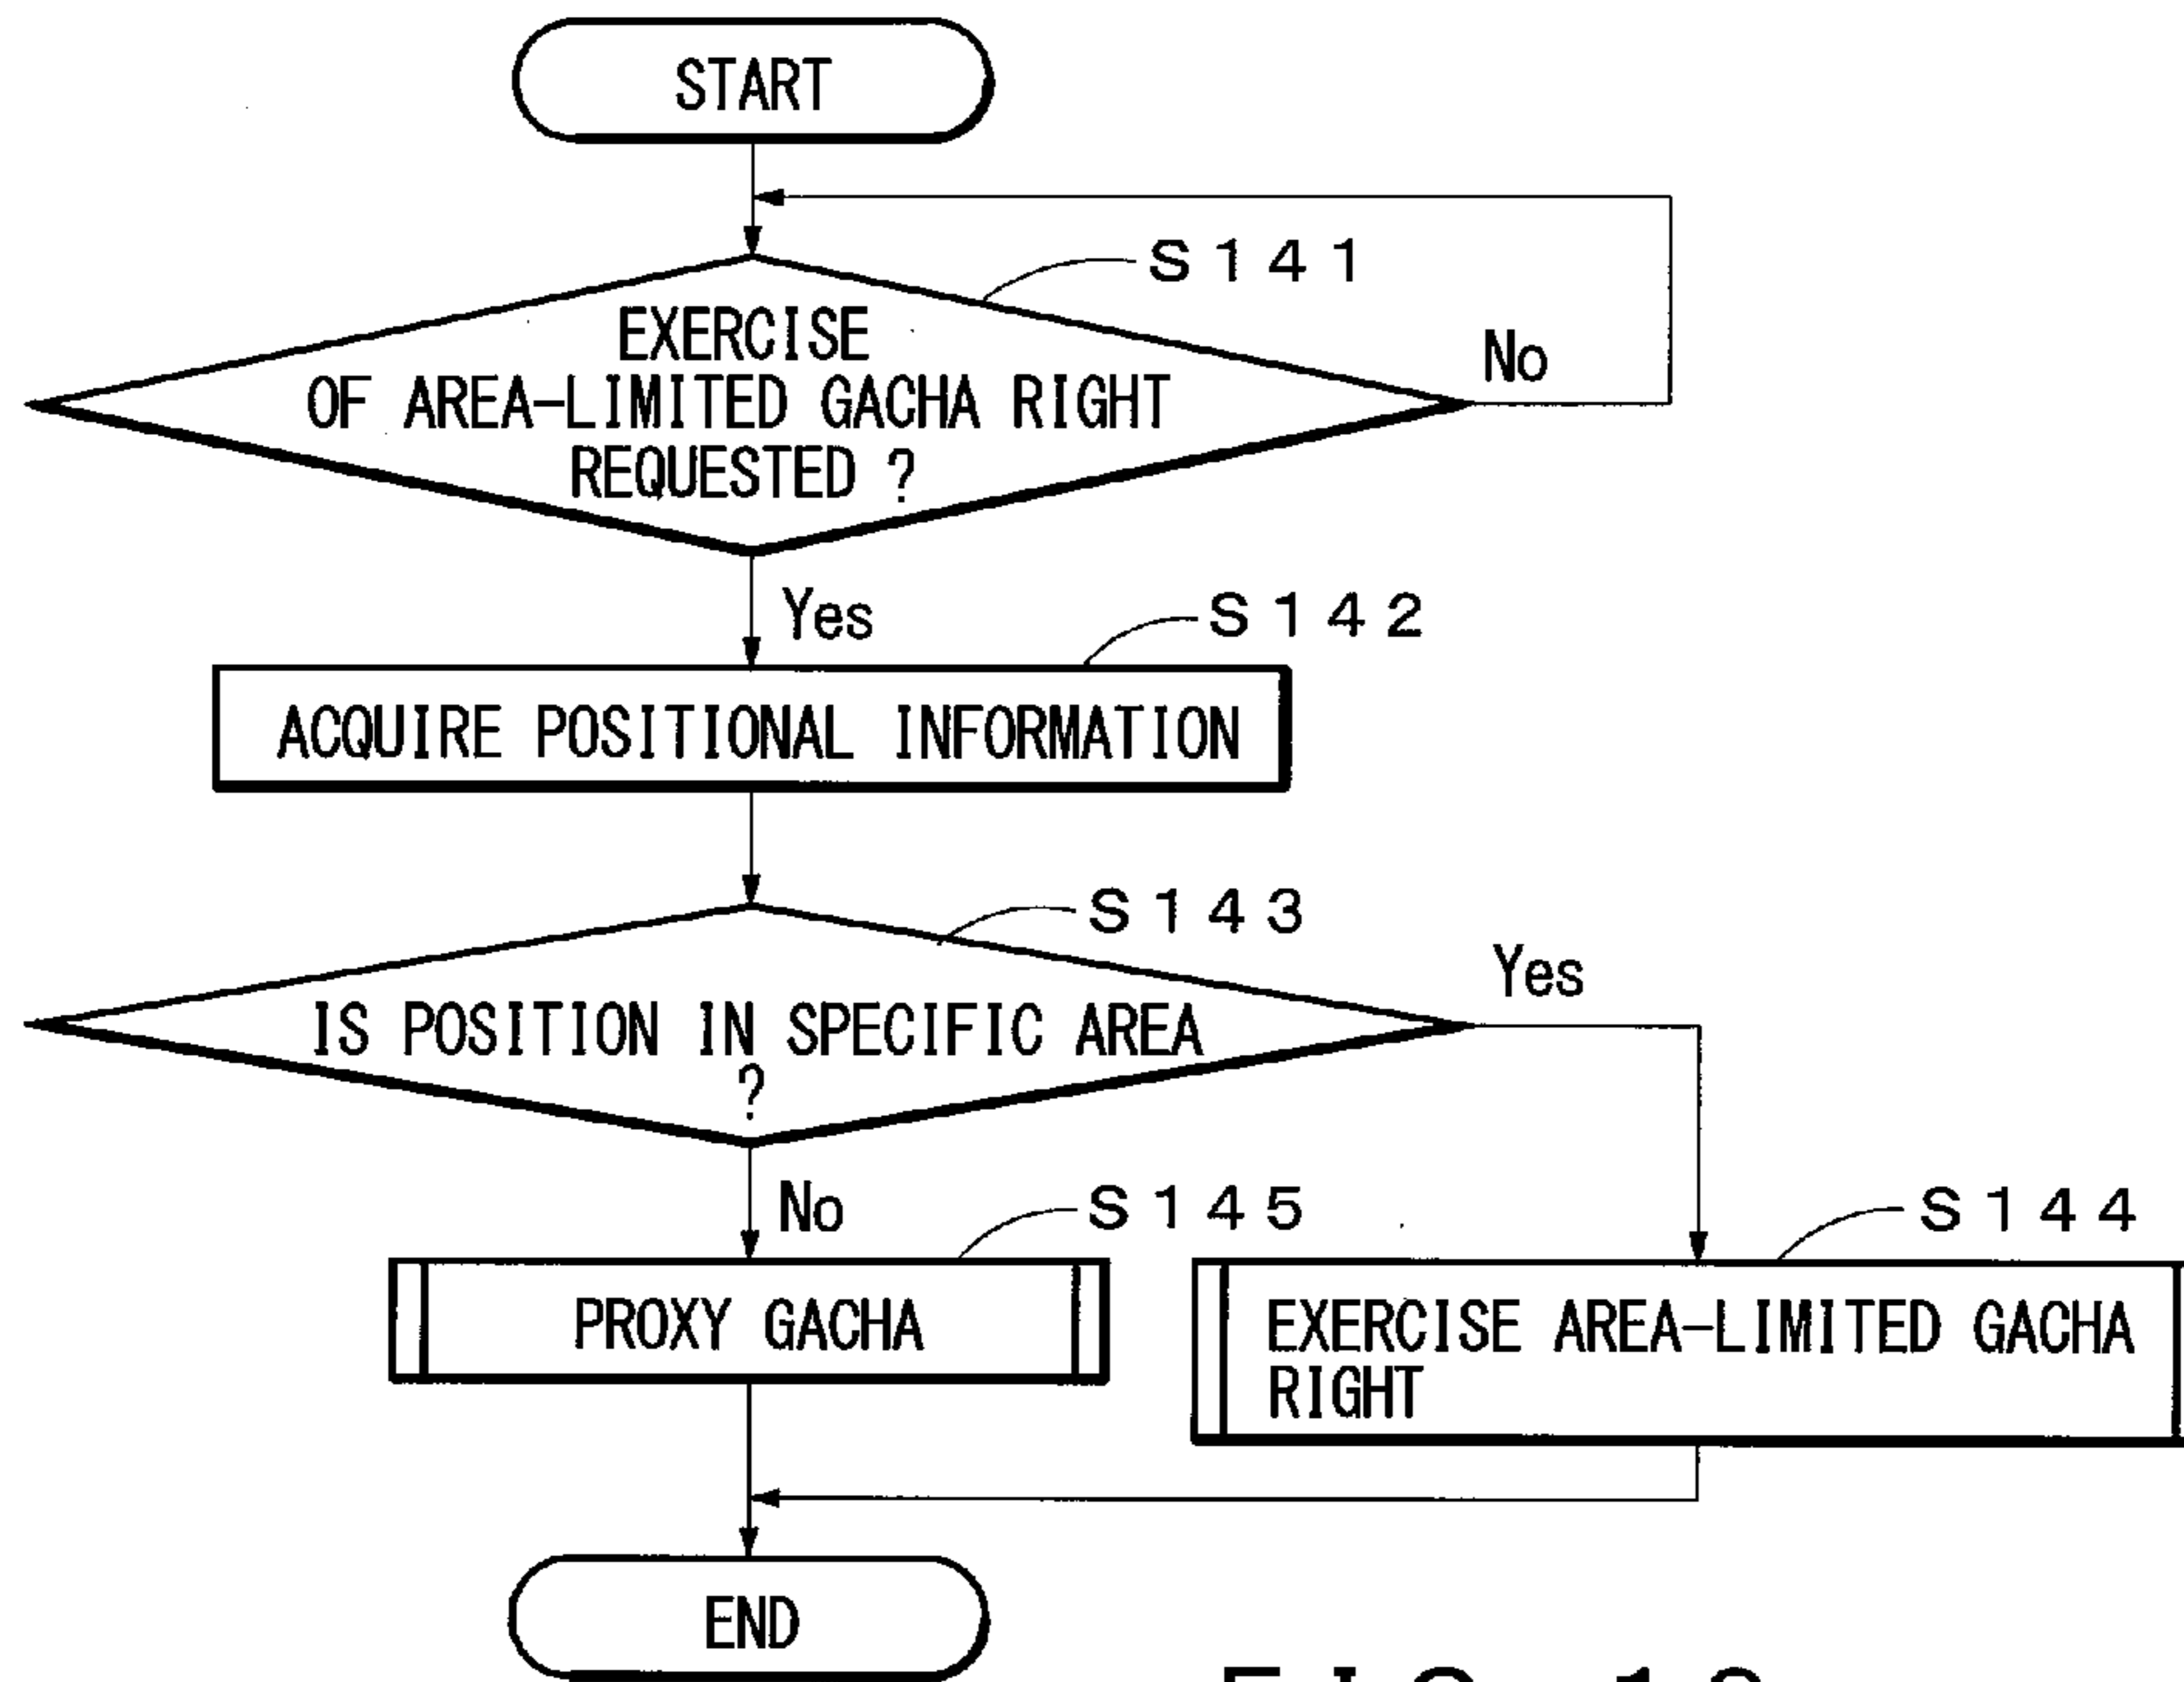 START
S141
EXERCISE
OF AREA-LIMITED GACHA RIGHT
REQUESTED ?
No
Yes
S142
ACQUIRE POSITIONAL INFORMATION
S143
IS POSITION IN SPECIFIC AREA
?
Yes
No
S145
S144
PROXY GACHA
EXERCISE AREA-LIMITED GACHA
RIGHT
END